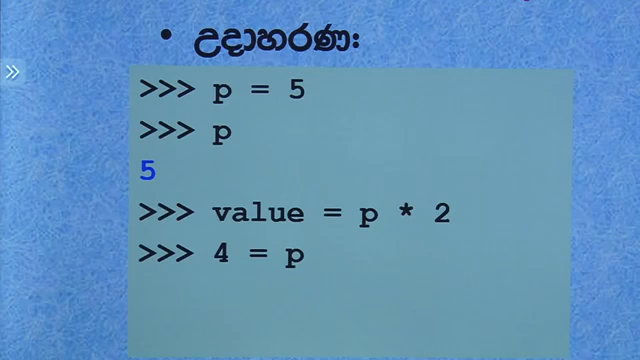 • උදාහරණ:
>>> p = 5
>>> p
5
>>> value = p * 2
>>> 4 = p